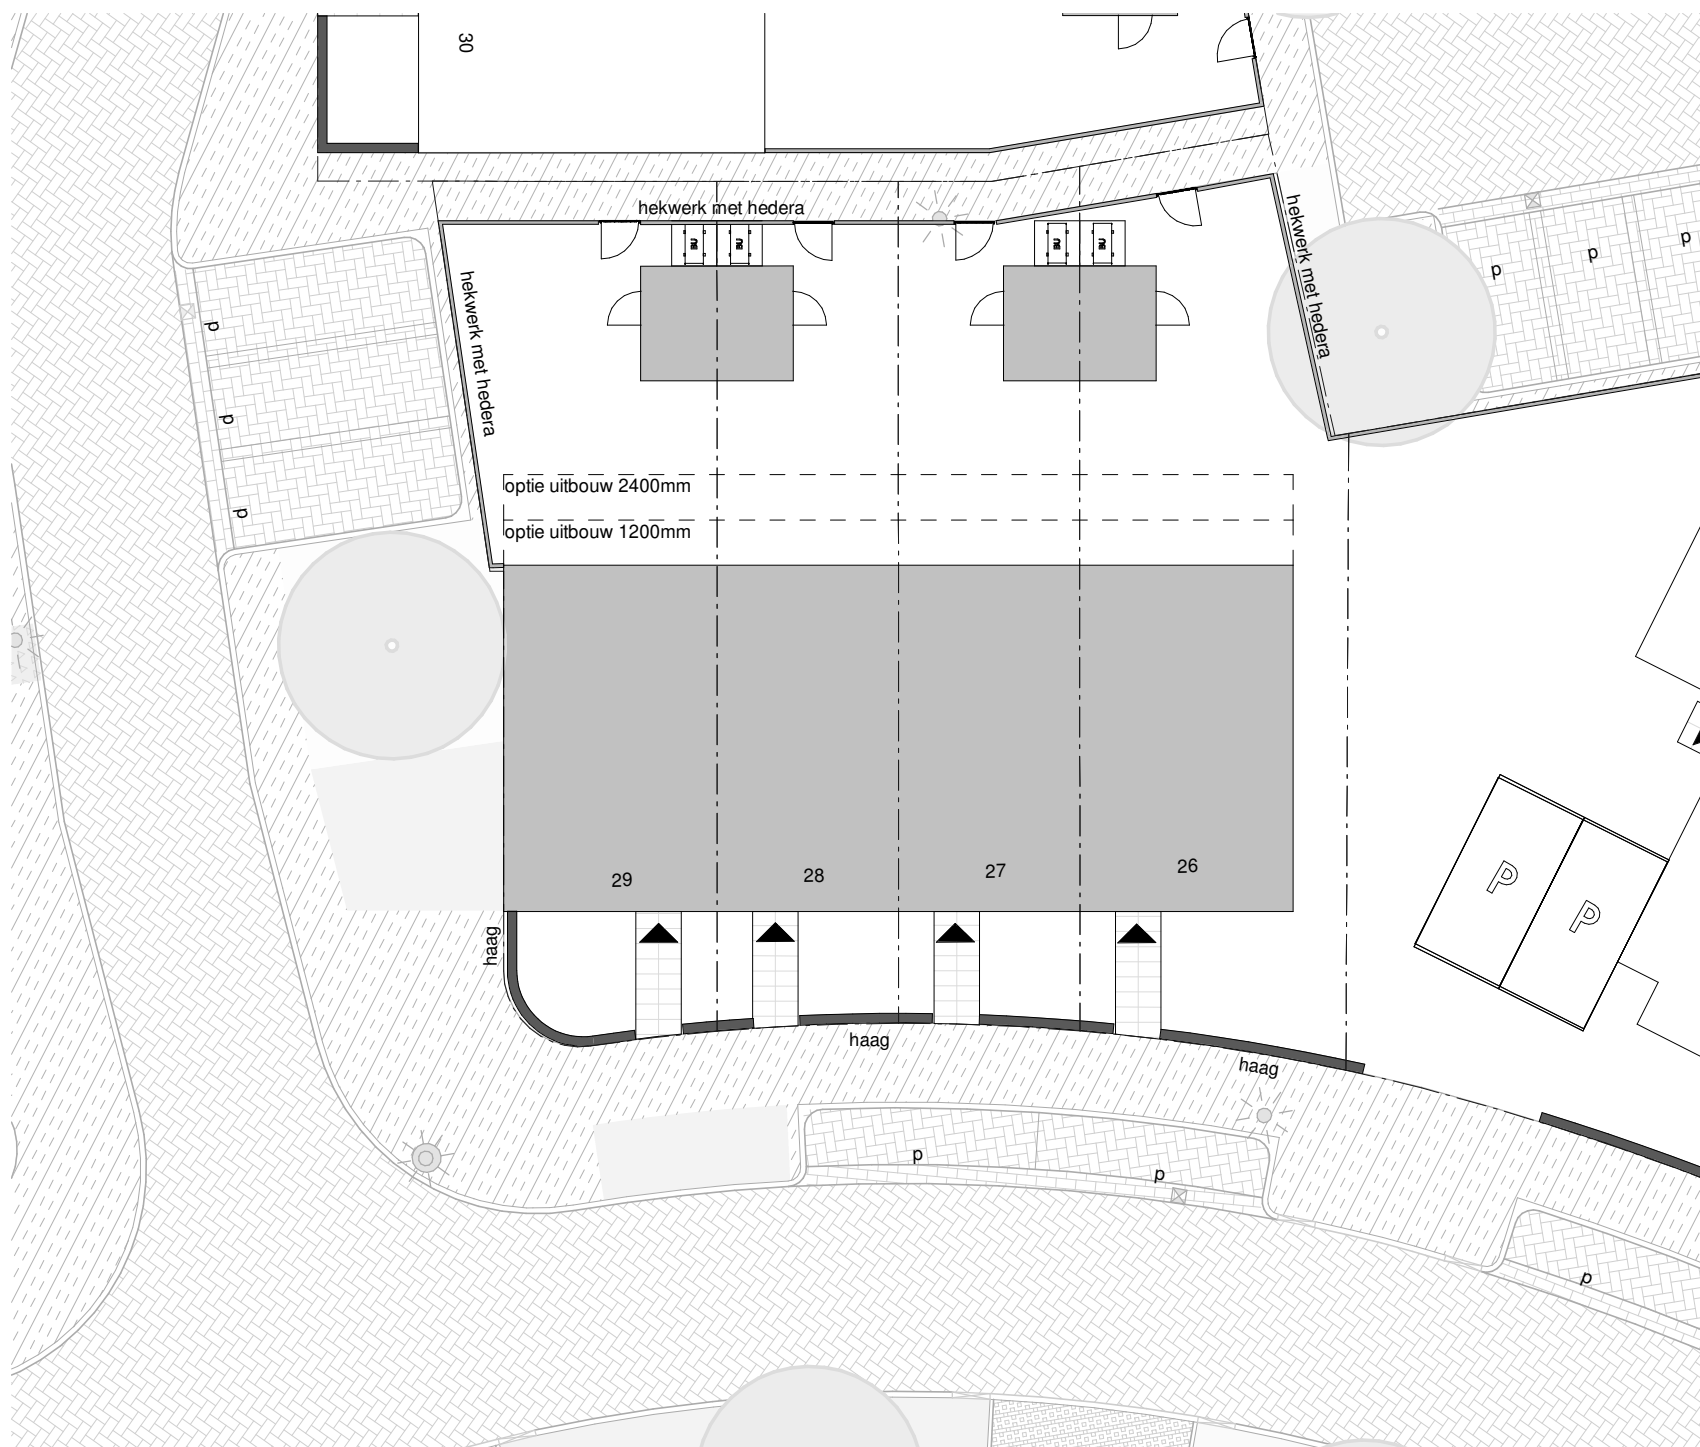 30
hekwerk met hedera
hekwerk met hedera
hekwerk met hedera
p
p
p
p
p
p
optie uitbouw 2400mm
optie uitbouw 1200mm
29
28
27
26
P
P
haag
haag
haag
p
p
p